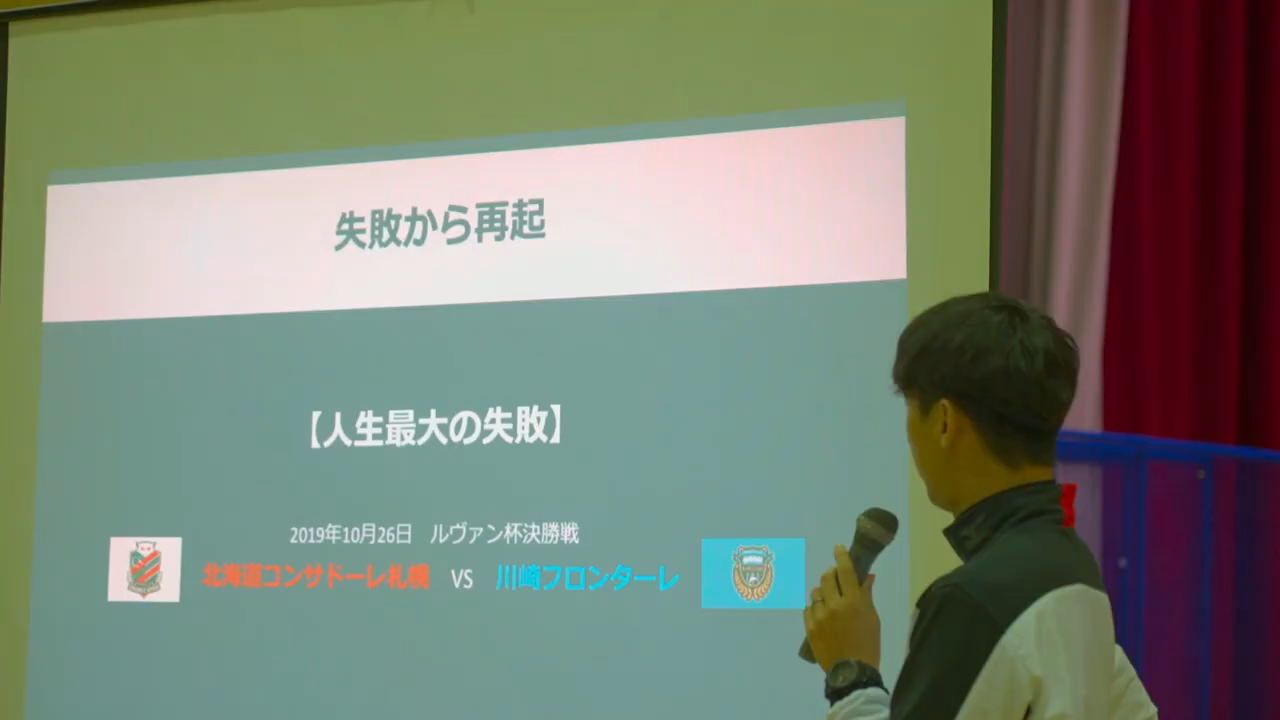 失敗から再起
【人生最大の失敗】
2019年10月26日　ルヴァン杯決勝戦
北海道コンサドーレ札幌　VS　川崎フロンターレ